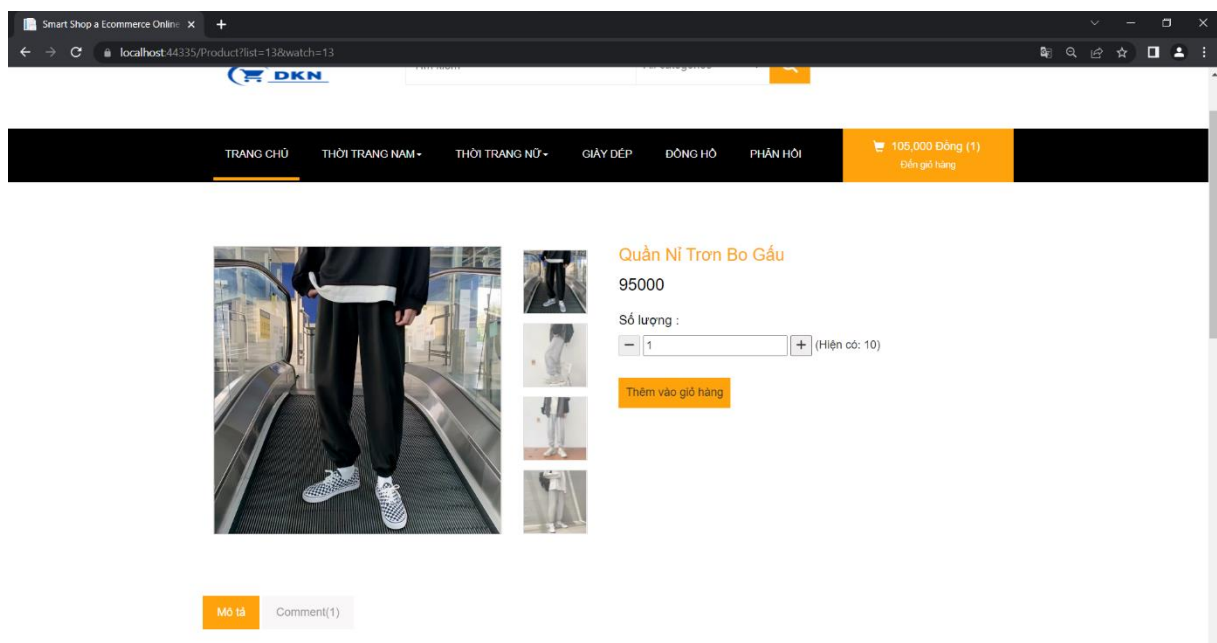 Smart Shop a Ecommerce Online
localhost:44335/Product?list=13&watch=13
DKN
TRANG CHỦ THỜI TRANG NAM THỜI TRANG NỮ GIÀY DÉP ĐỒNG HỒ PHẢN HỒI
105,000 Đồng (1)
Đến giỏ hàng
Quần Nỉ Trơn Bo Gấu
95000
Số lượng :
− 1 + (Hiện có: 10)
Thêm vào giỏ hàng
Mô tả Comment(1)